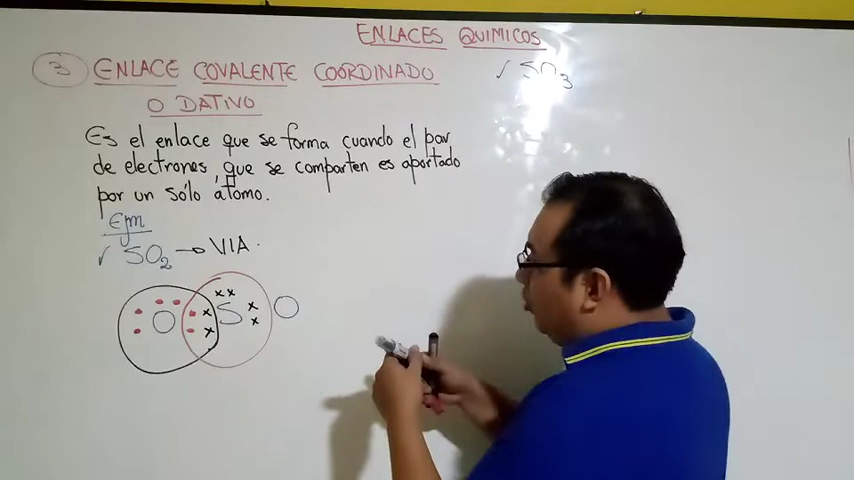 ENLACES QUIMICOS
3 ENLACE COVALENTE COORDINADO
O DATIVO
✓ SO3
Es el enlace que se forma cuando el par
de electrones, que se comparten es aportado
por un sólo átomo.
Ejm
✓ SO2 → VIA.
O S O